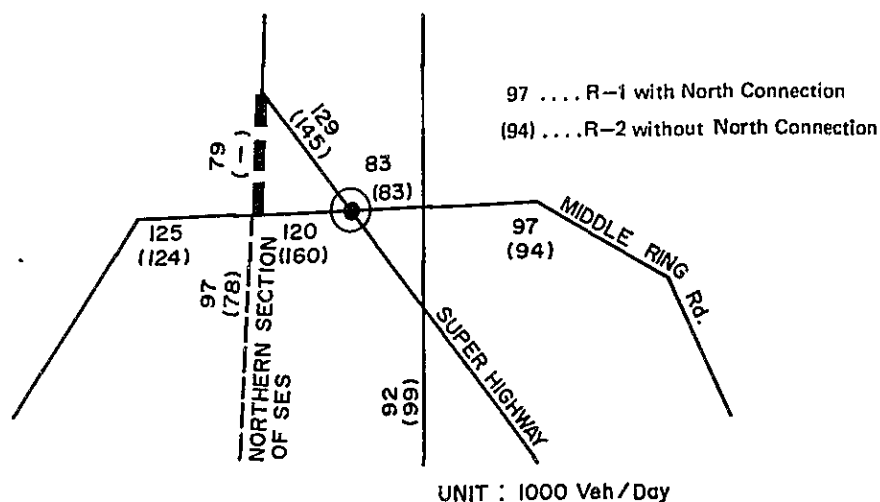 97 .... R-1 with North Connection
(94) .... R-2 without North Connection
129
(145)
79
(-)
83
(83)
125
(124)
120
(160)
97
(94)
MIDDLE RING Rd.
97
(78)
NORTHERN SECTION
OF SES
92
(99)
SUPER HIGHWAY
UNIT : 1000 Veh/Day